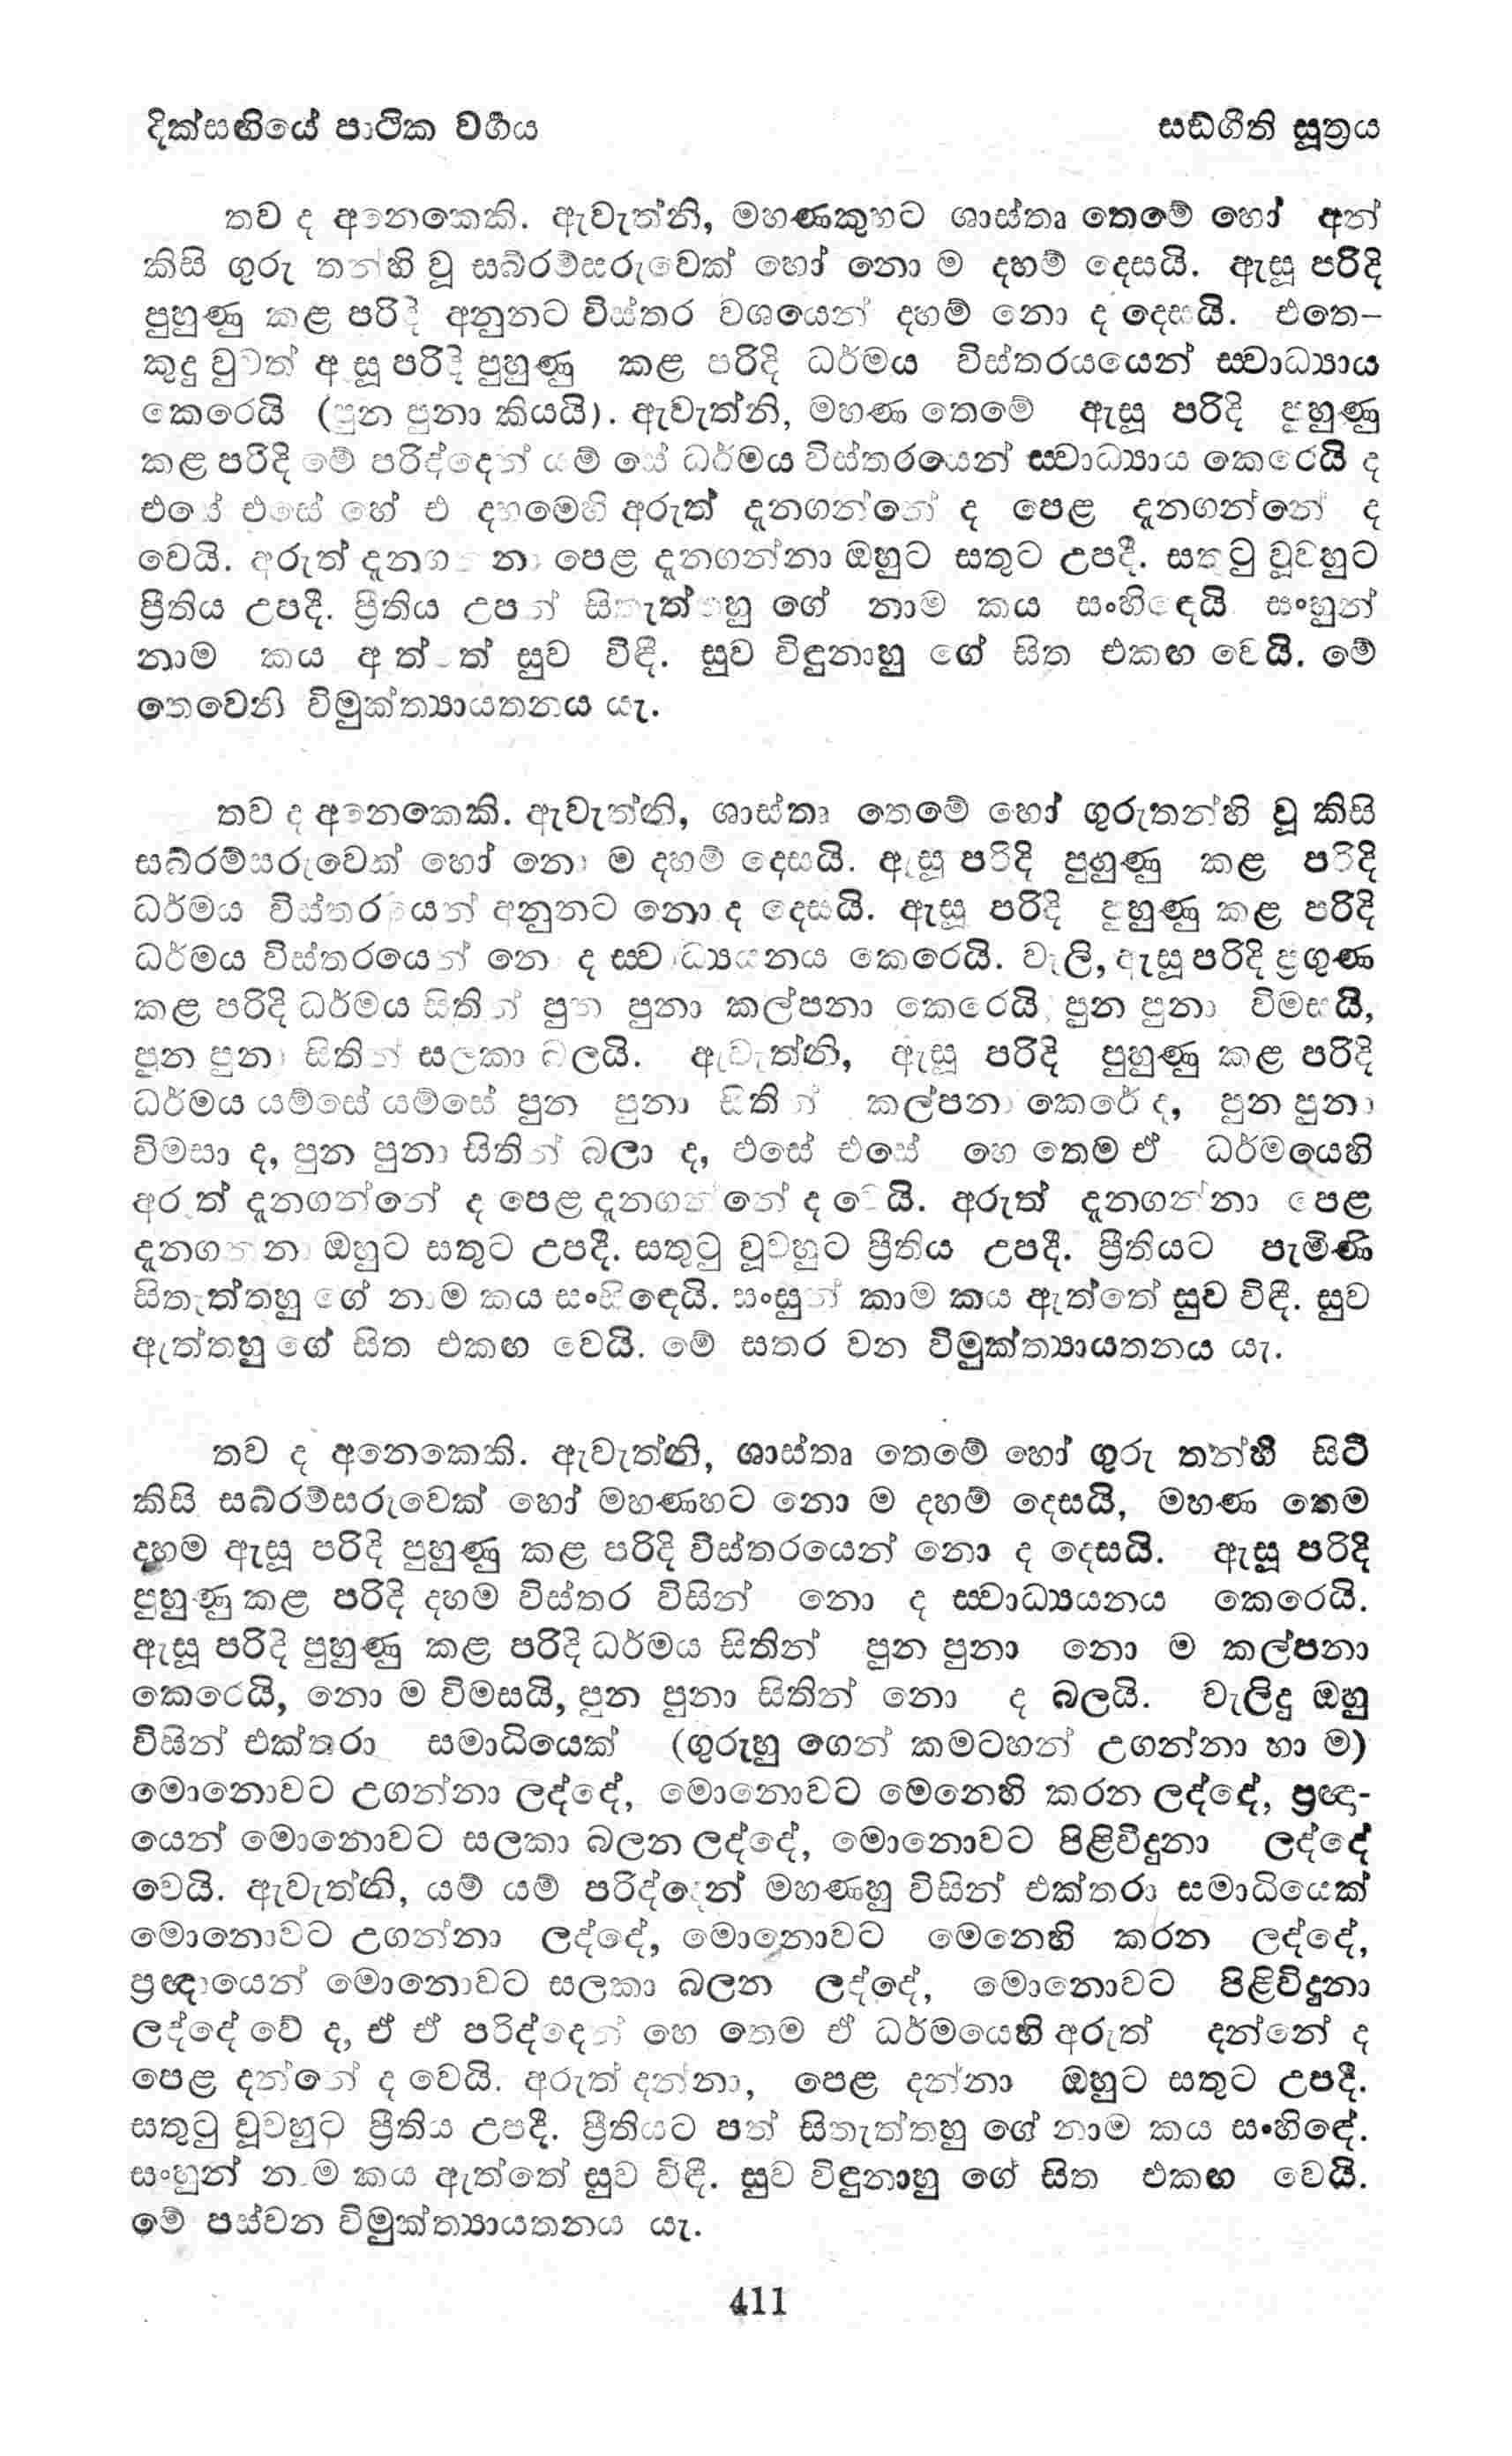 දික්සඟියේ පාථික වර්‍ගය සඞ්ගීති සූත්‍රය
තව ද අනෙකෙකි. ඇවැත්නි, මහණකුහට ශාස්තෘ තෙමේ හෝ අන්
කිසි ගුරු තන්හි වූ සබ්රම්සරුවෙක් හෝ නො ම දහම් දෙසයි. ඇසූ පරිදි
පුහුණු කළ පරිදි අනුනට විස්තර වශයෙන් දහම් නො ද දෙසයි. එතෙ-
කුදු වුවත් ඇසූ පරිදි පුහුණු කළ පරිදි ධර්මය විස්තරයයෙන් ස්වාධ්‍යාය
කෙරෙයි (පුන පුනා කියයි). ඇවැත්නි, මහණ තෙමේ ඇසූ පරිදි පුහුණු
කළ පරිදි මේ පරිද්දෙන් යම් සේ ධර්මය විස්තරයෙන් ස්වාධ්‍යාය කෙරෙයි ද
එසේ එසේ හේ එ දහමෙහි අරුත් දැනගන්නේ ද පෙළ දැනගන්නේ ද
වෙයි. අරුත් දැනගන්නා පෙළ දැනගන්නා ඔහුට සතුට උපදී. සතුටු වූවහුට
ප්‍රීතිය උපදී. ප්‍රීතිය උපන් සිතැත්තහු ගේ නාම කය සංහිඳෙයි සංහුන්
නාම කය ඇත්තේ සුව විඳී. සුව විඳුනාහු ගේ සිත එකඟ වෙයි. මේ
තෙවෙනි විමුක්ත්‍යායතනය යැ.
තව ද අනෙකෙකි. ඇවැත්නි, ශාස්තෘ තෙමේ හෝ ගුරුතන්හි වූ කිසි
සබ්රම්සරුවෙක් හෝ නො ම දහම් දෙසයි. ඇසූ පරිදි පුහුණු කළ පරිදි
ධර්මය විස්තරයෙන් අනුනට නො ද දෙසයි. ඇසූ පරිදි පුහුණු කළ පරිදි
ධර්මය විස්තරයෙන් නො ද ස්වාධ්‍යයනය කෙරෙයි. වැලි, ඇසූ පරිදි ප්‍රගුණ
කළ පරිදි ධර්මය සිතින් පුන පුනා කල්පනා කෙරෙයි, පුන පුනා විමසයි,
පුන පුනා සිතින් සලකා බලයි. ඇවැත්නි, ඇසූ පරිදි පුහුණු කළ පරිදි
ධර්මය යම්සේ යම්සේ පුන පුනා සිතින් කල්පනා කෙරේ ද, පුන පුනා
විමසා ද, පුන පුනා සිතින් බලා ද, එසේ එසේ හෙ තෙම ඒ ධර්මයෙහි
අරුත් දැනගන්නේ ද පෙළ දැනගන්නේ ද වෙයි. අරුත් දැනගන්නා පෙළ
දැනගන්නා ඔහුට සතුට උපදී. සතුටු වූවහුට ප්‍රීතිය උපදී. ප්‍රීතියට පැමිණි
සිතැත්තහු ගේ නාම කය සංසිඳෙයි. සංසුන් කාම කය ඇත්තේ සුව විඳී. සුව
ඇත්තහු ගේ සිත එකඟ වෙයි. මේ සතර වන විමුක්ත්‍යායතනය යැ.
තව ද අනෙකෙකි. ඇවැත්නි, ශාස්තෘ තෙමේ හෝ ගුරු තන්හි සිටි
කිසි සබ්රම්සරුවෙක් හෝ මහණහට නො ම දහම් දෙසයි, මහණ තෙම
දහම ඇසූ පරිදි පුහුණු කළ පරිදි විස්තරයෙන් නො ද දෙසයි. ඇසූ පරිදි
පුහුණු කළ පරිදි දහම විස්තර විසින් නො ද ස්වාධ්‍යයනය කෙරෙයි.
ඇසූ පරිදි පුහුණු කළ පරිදි ධර්මය සිතින් පුන පුනා නො ම කල්පනා
කෙරෙයි, නො ම විමසයි, පුන පුනා සිතින් නො ද බලයි. වැලිදු ඔහු
විසින් එක්තරා සමාධියෙක් (ගුරුහු ගෙන් කමටහන් උගන්නා හා ම)
මොනොවට උගන්නා ලද්දේ, මොනොවට මෙනෙහි කරන ලද්දේ, ප්‍රඥා-
යෙන් මොනොවට සලකා බලන ලද්දේ, මොනොවට පිළිවිදුනා ලද්දේ
වෙයි. ඇවැත්නි, යම් යම් පරිද්දෙන් මහණහු විසින් එක්තරා සමාධියෙක්
මොනොවට උගන්නා ලද්දේ, මොනොවට මෙනෙහි කරන ලද්දේ,
ප්‍රඥායෙන් මොනොවට සලකා බලන ලද්දේ, මොනොවට පිළිවිදුනා
ලද්දේ වේ ද, ඒ ඒ පරිද්දෙන් හෙ තෙම ඒ ධර්මයෙහි අරුත් දන්නේ ද
පෙළ දන්නේ ද වෙයි. අරුත් දන්නා, පෙළ දන්නා ඔහුට සතුට උපදී.
සතුටු වූවහුට ප්‍රීතිය උපදී. ප්‍රීතියට පත් සිතැත්තහු ගේ නාම කය සංහිඳේ.
සංහුන් නාම කය ඇත්තේ සුව විඳී. සුව විඳුනාහු ගේ සිත එකඟ වෙයි.
මේ පස්වන විමුක්ත්‍යායතනය යැ.
411